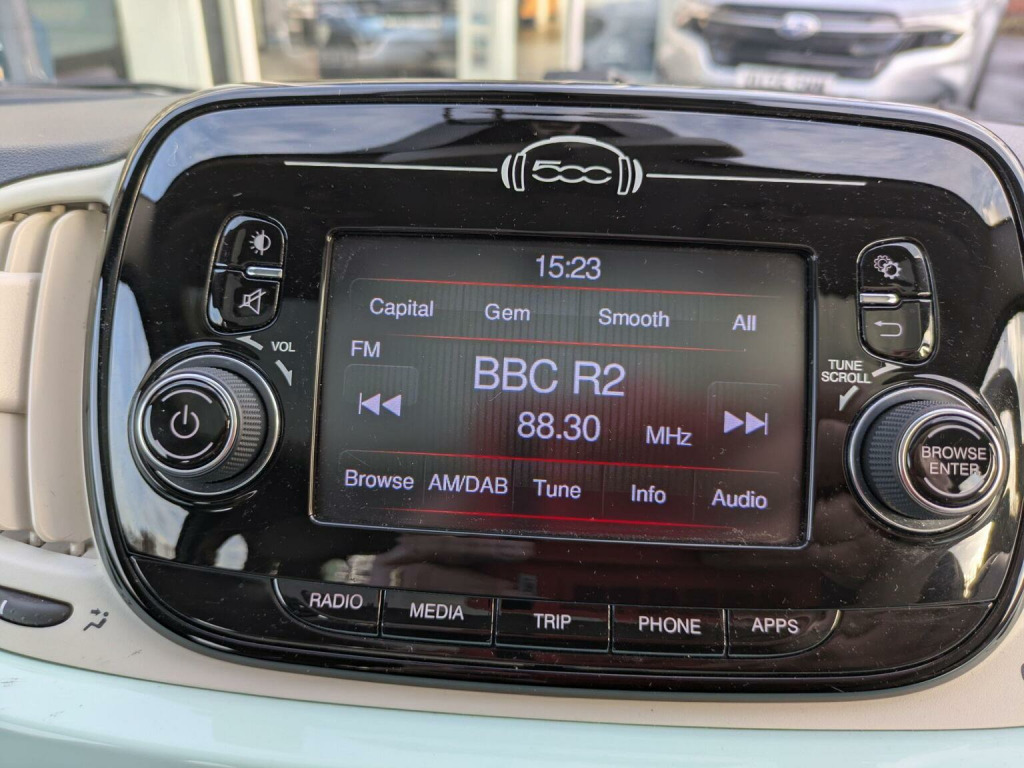 500
15:23
Capital Gem Smooth All
VOL
FM
BBC R2
TUNE
SCROLL
88.30 MHz
BROWSE
ENTER
Browse AM/DAB Tune Info Audio
RADIO MEDIA TRIP PHONE APPS